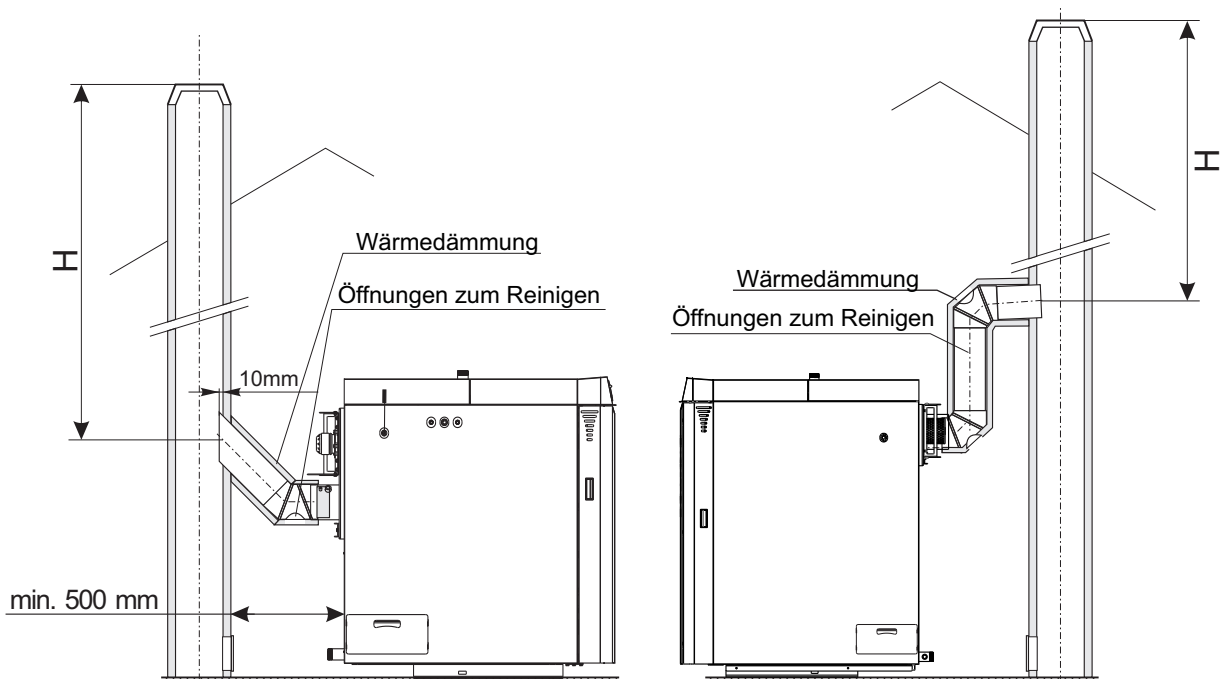 H
Wärmedämmung
Öffnungen zum Reinigen
10mm
min. 500 mm
H
Wärmedämmung
Öffnungen zum Reinigen